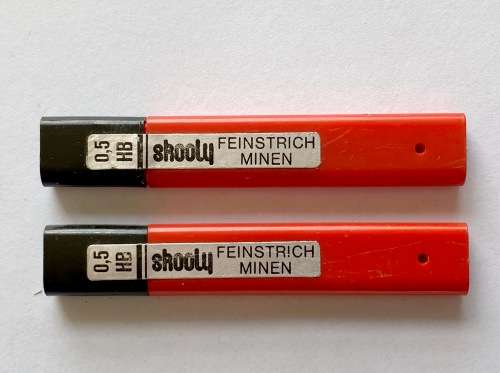 0,5
HB
skooly FEINSTRICH
MINEN
0,5
HB
skooly FEINSTRICH
MINEN